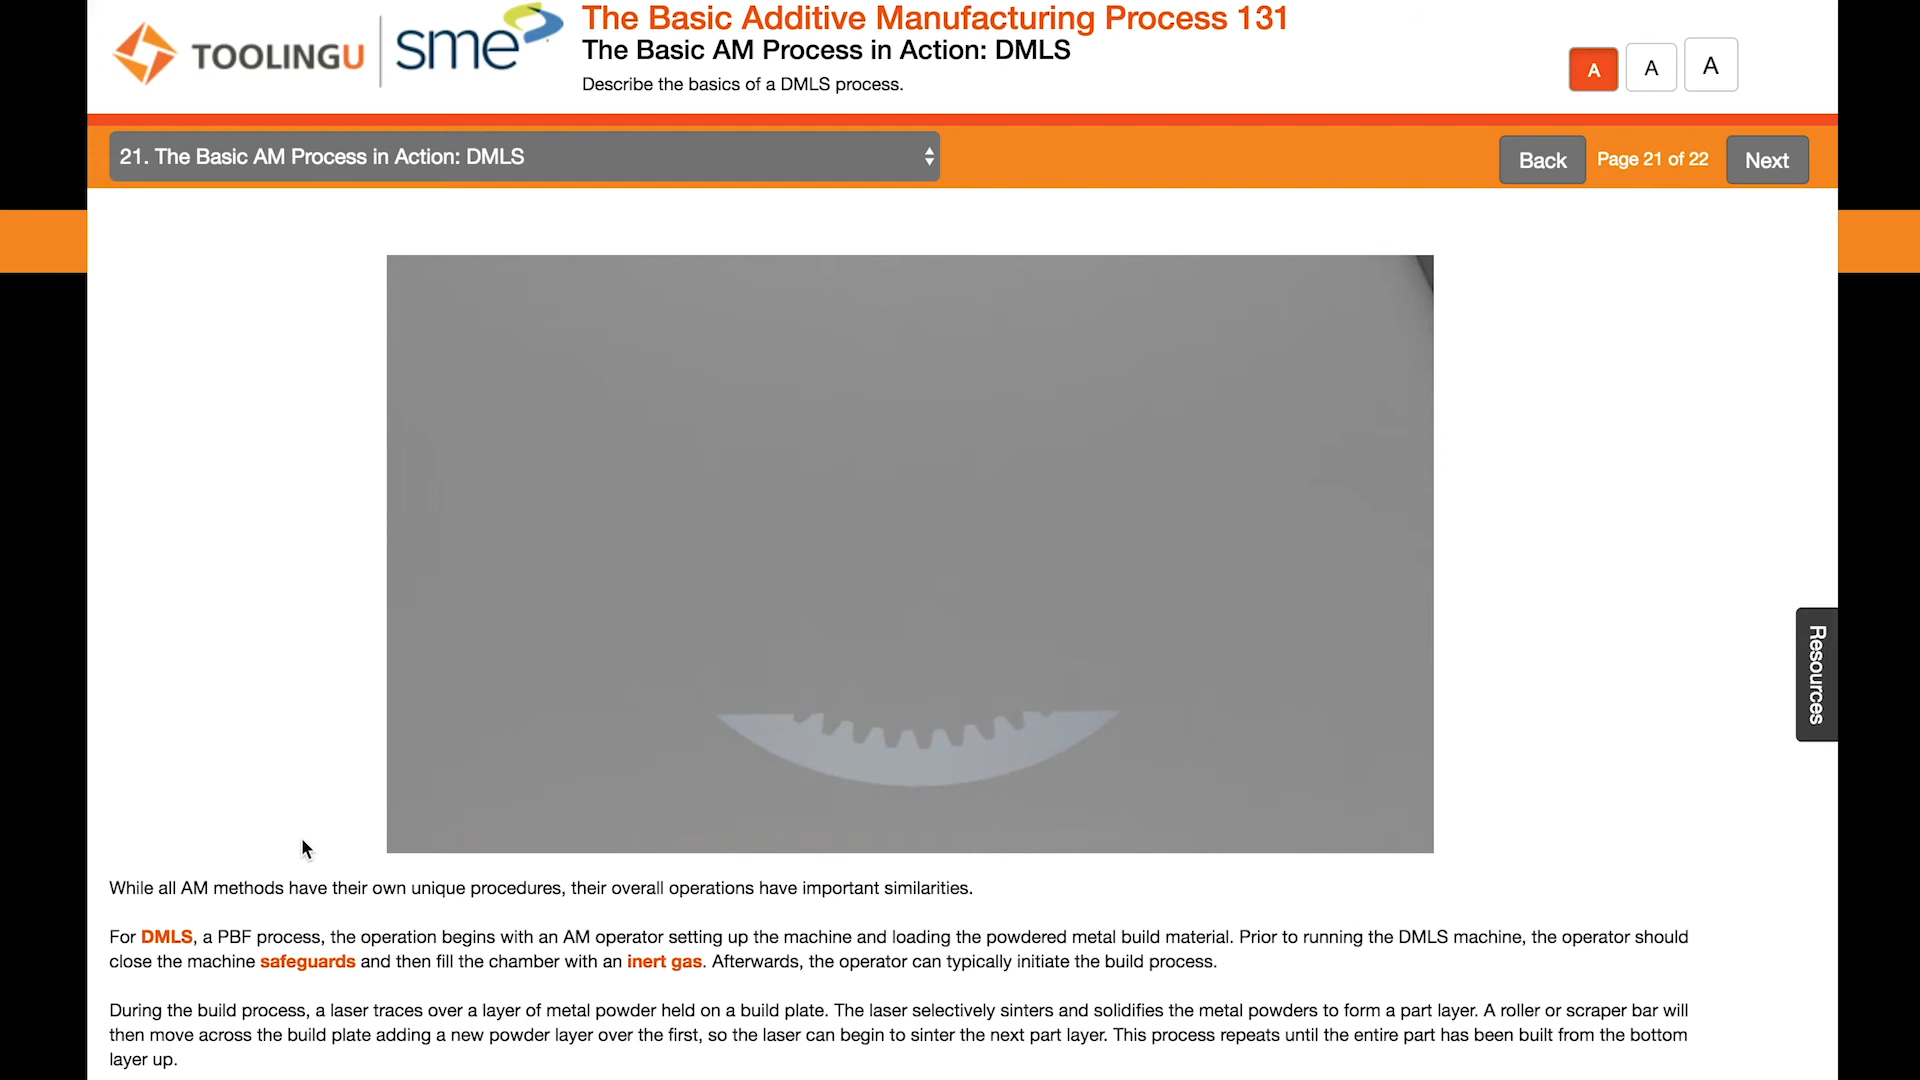 TOOLINGU
sme
The Basic Additive Manufacturing Process 131
The Basic AM Process in Action: DMLS
Describe the basics of a DMLS process.
A
A
A
21. The Basic AM Process in Action: DMLS
Back
Page 21 of 22
Next
Resources
While all AM methods have their own unique procedures, their overall operations have important similarities.
For DMLS, a PBF process, the operation begins with an AM operator setting up the machine and loading the powdered metal build material. Prior to running the DMLS machine, the operator should
close the machine safeguards and then fill the chamber with an inert gas. Afterwards, the operator can typically initiate the build process.
During the build process, a laser traces over a layer of metal powder held on a build plate. The laser selectively sinters and solidifies the metal powders to form a part layer. A roller or scraper bar will
then move across the build plate adding a new powder layer over the first, so the laser can begin to sinter the next part layer. This process repeats until the entire part has been built from the bottom
layer up.